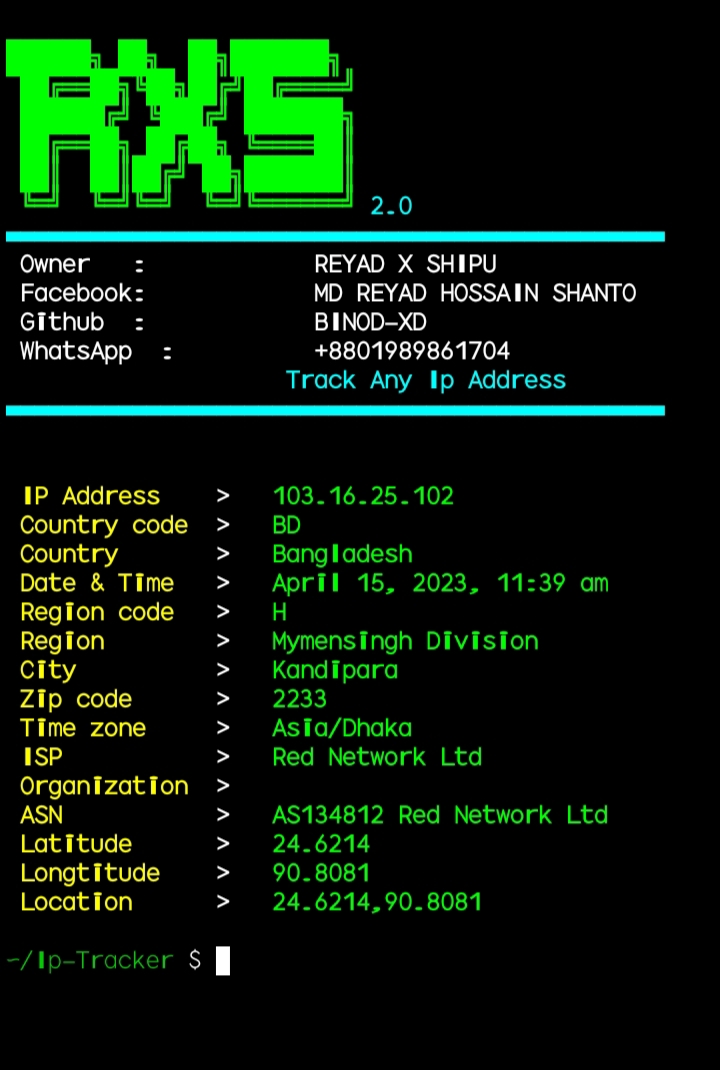 RXS
2.0
Owner : REYAD X SHIPU
Facebook: MD REYAD HOSSAIN SHANTO
Github : BINOD-XD
WhatsApp : +8801989861704
Track Any Ip Address
IP Address > 103.16.25.102
Country code > BD
Country > Bangladesh
Date & Time > April 15, 2023, 11:39 am
Region code > H
Region > Mymensingh Division
City > Kandipara
Zip code > 2233
Time zone > Asia/Dhaka
ISP > Red Network Ltd
Organization >
ASN > AS134812 Red Network Ltd
Latitude > 24.6214
Longtitude > 90.8081
Location > 24.6214,90.8081
~/Ip-Tracker $